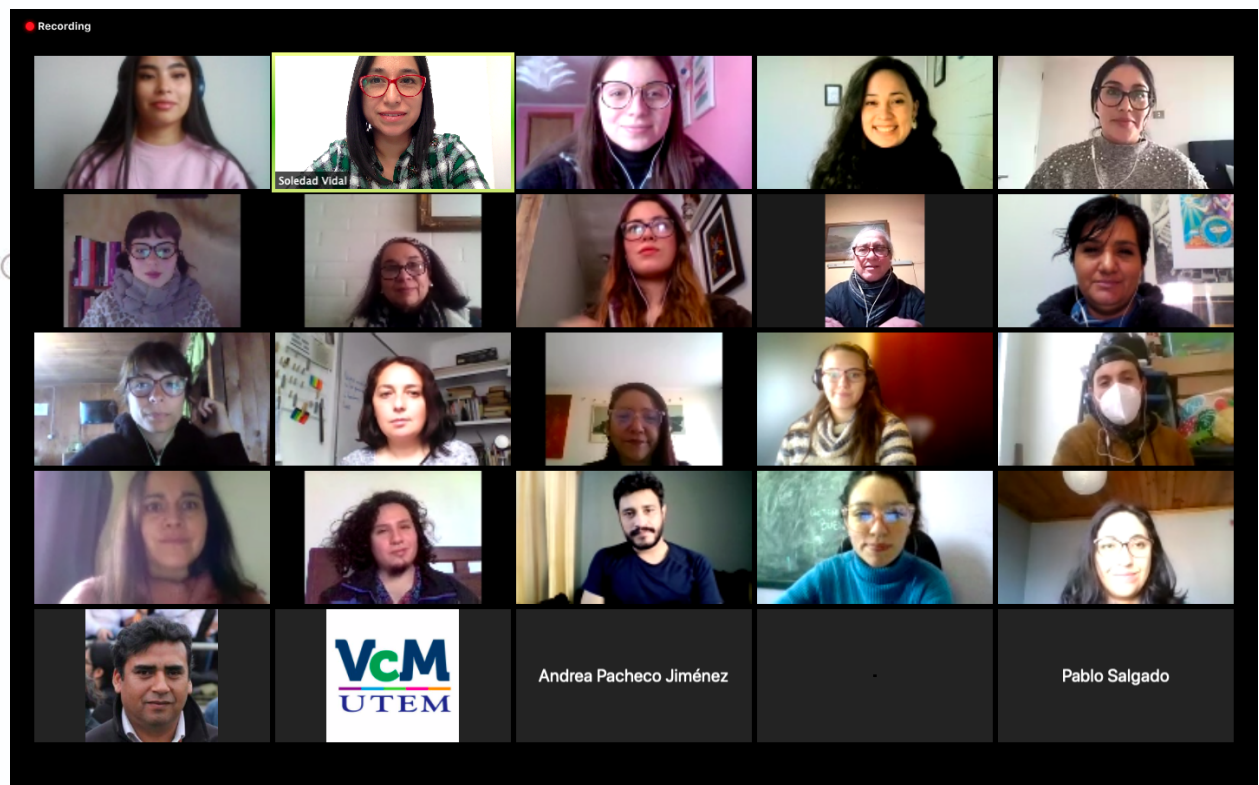 Recording
Soledad Vidal
VcM
UTEM
Andrea Pacheco Jiménez
.
Pablo Salgado